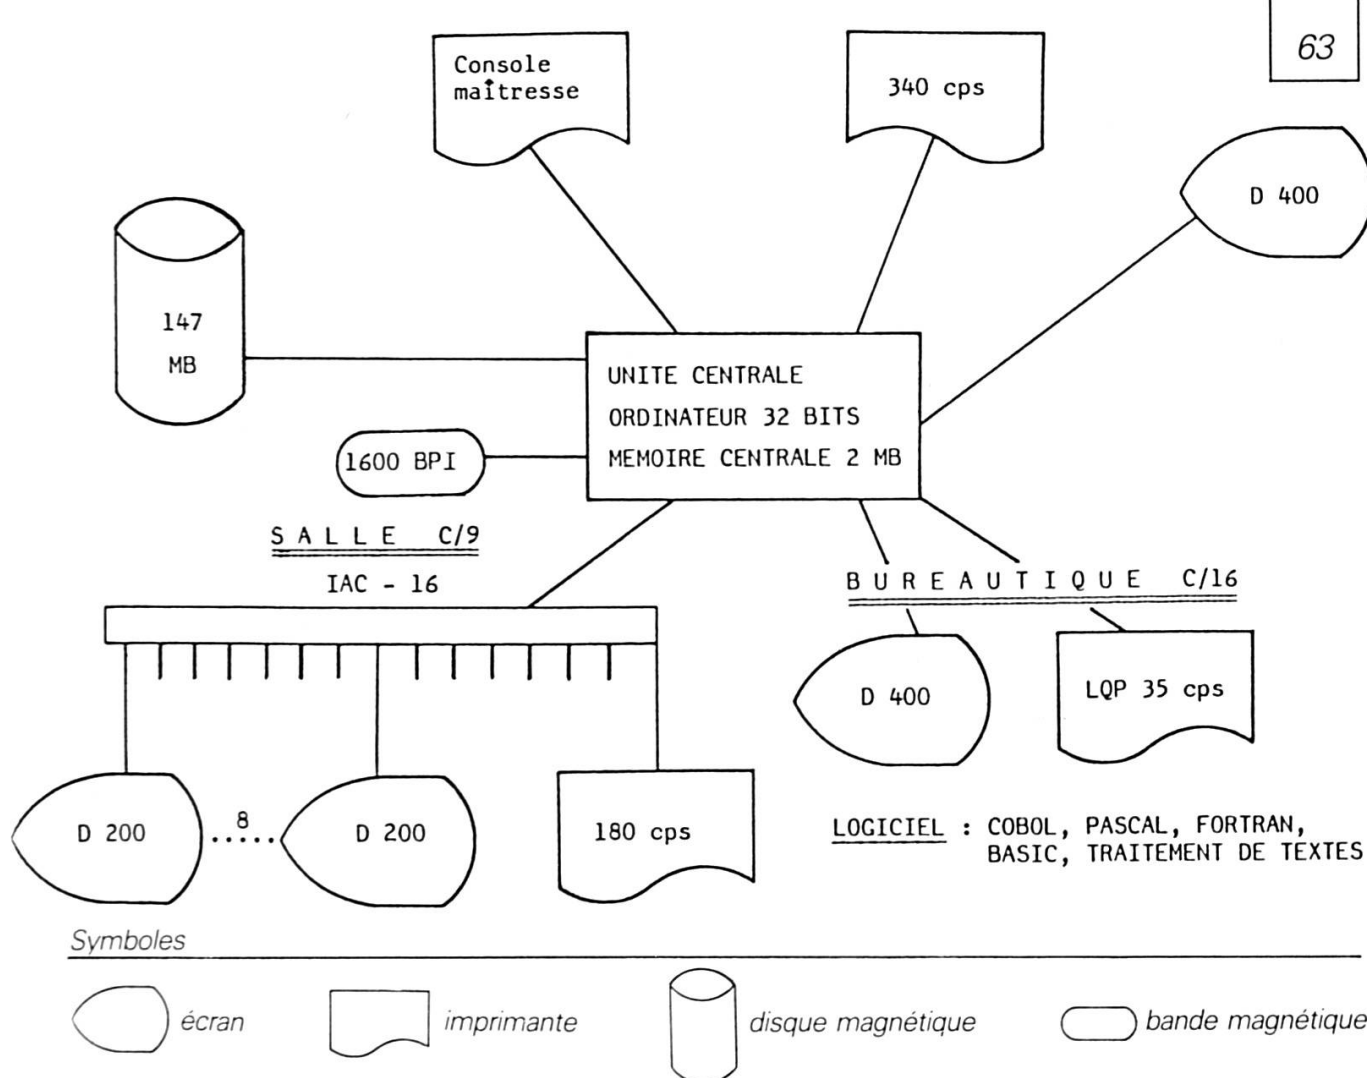 63
Console
maîtresse
340 cps
D 400
147
MB
UNITE CENTRALE
ORDINATEUR 32 BITS
MEMOIRE CENTRALE 2 MB
1600 BPI
SALLE C/9
IAC - 16
BUREAUTIQUE C/16
D 400
LQP 35 cps
D 200
..8..
D 200
180 cps
LOGICIEL : COBOL, PASCAL, FORTRAN,
BASIC, TRAITEMENT DE TEXTES
Symboles
écran
imprimante
disque magnétique
bande magnétique